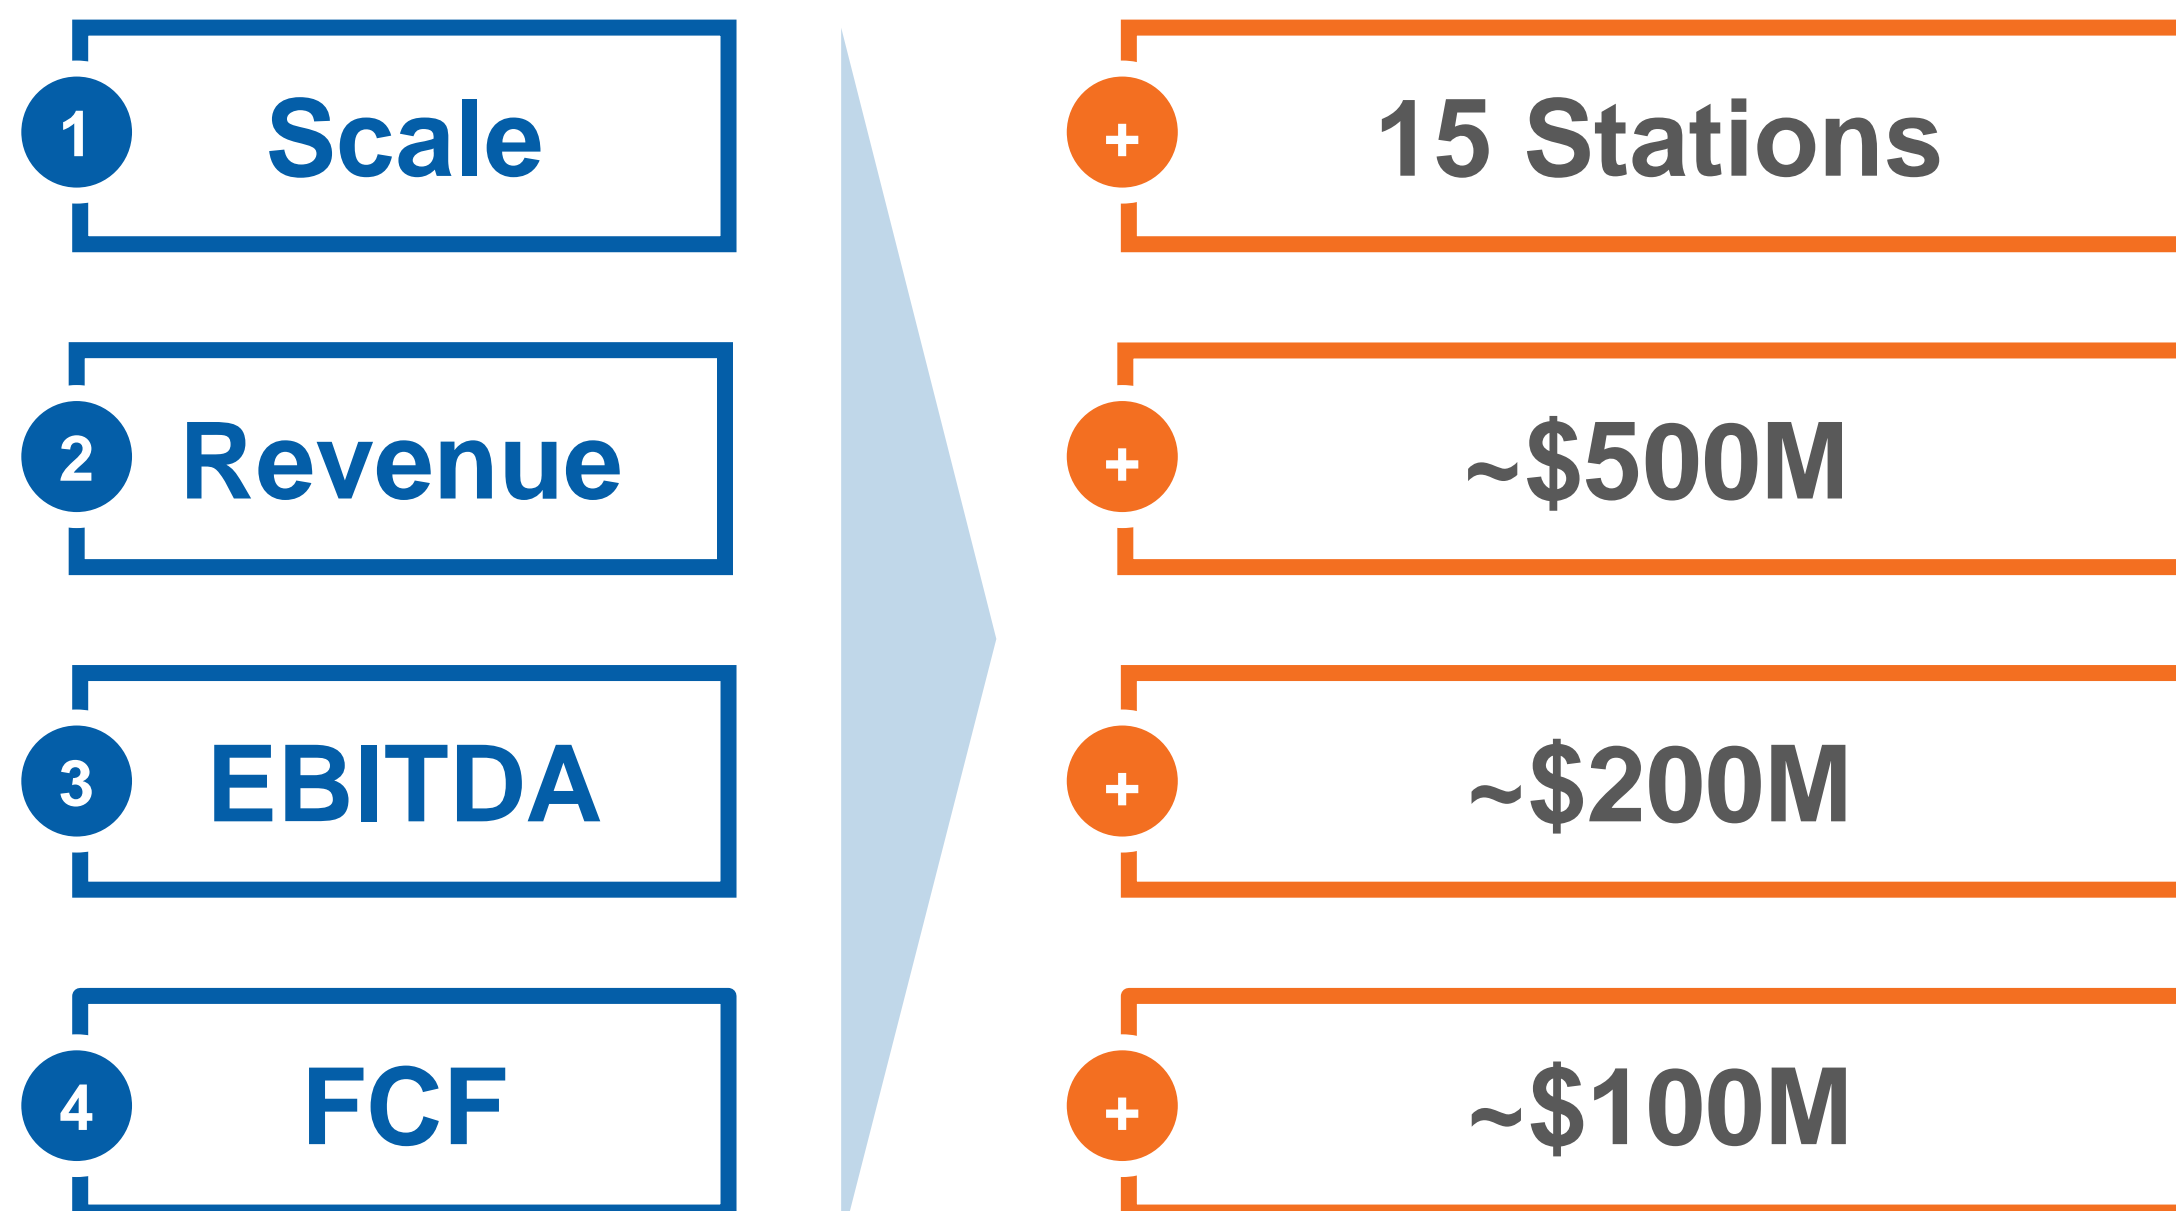 1 Scale + 15 Stations
2 Revenue + ~$500M
3 EBITDA + ~$200M
4 FCF + ~$100M